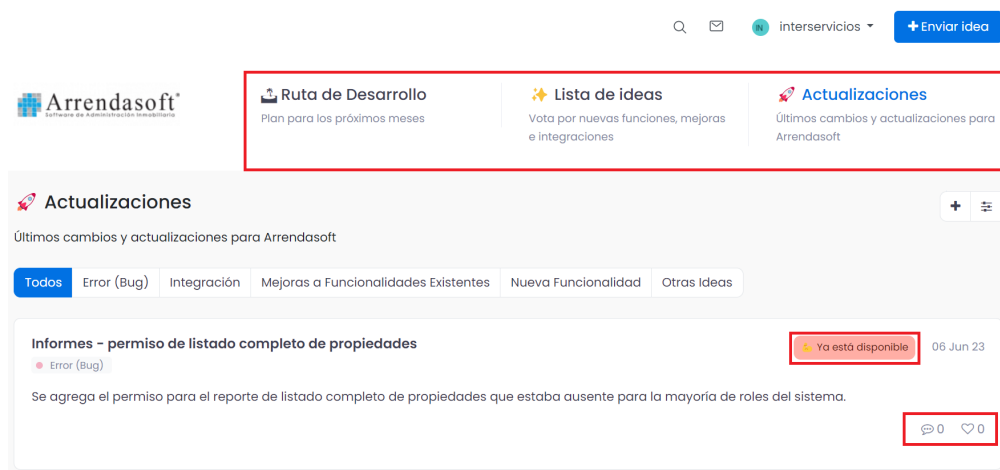 IN interservicios
+ Enviar idea
Arrendasoft
Software de Administración Inmobiliaria
Ruta de Desarrollo
Plan para los próximos meses
Lista de ideas
Vota por nuevas funciones, mejoras
e integraciones
Actualizaciones
Últimos cambios y actualizaciones para
Arrendasoft
Actualizaciones
Últimos cambios y actualizaciones para Arrendasoft
Todos Error (Bug) Integración Mejoras a Funcionalidades Existentes Nueva Funcionalidad Otras Ideas
Informes - permiso de listado completo de propiedades
Ya está disponible 06 Jun 23
Error (Bug)
Se agrega el permiso para el reporte de listado completo de propiedades que estaba ausente para la mayoría de roles del sistema.
0 0